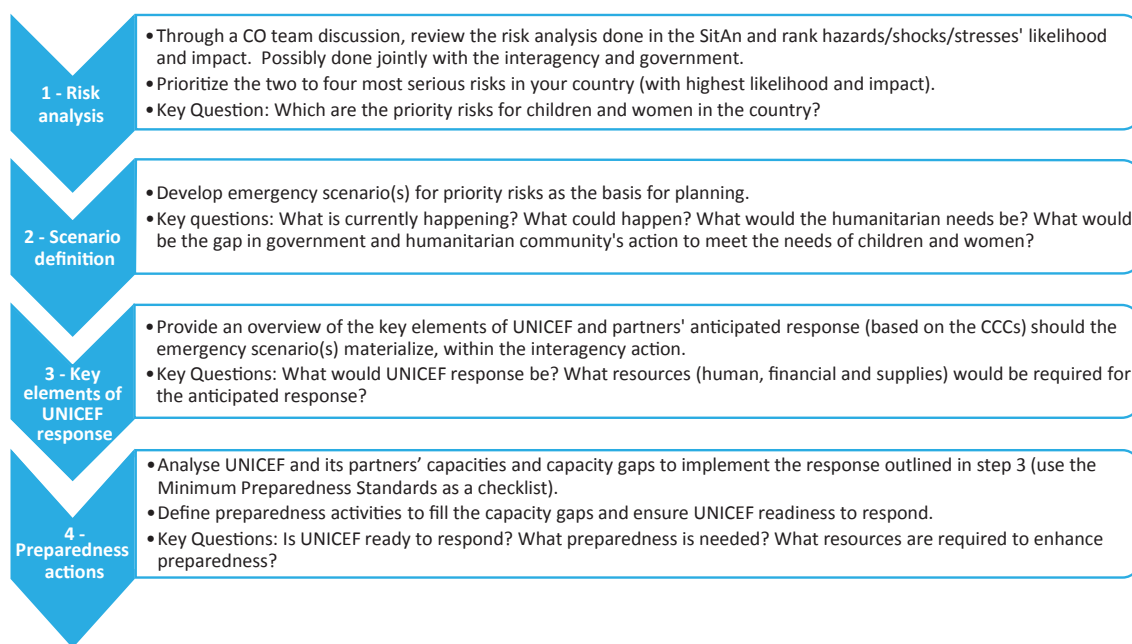 1 - Risk
analysis
•Through a CO team discussion, review the risk analysis done in the SitAn and rank hazards/shocks/stresses' likelihood
and impact.  Possibly done jointly with the interagency and government.
•Prioritize the two to four most serious risks in your country (with highest likelihood and impact).
•Key Question: Which are the priority risks for children and women in the country?
2 - Scenario
definition
•Develop emergency scenario(s) for priority risks as the basis for planning.
•Key questions: What is currently happening? What could happen? What would the humanitarian needs be? What would
be the gap in government and humanitarian community's action to meet the needs of children and women?
3 - Key
elements of
UNICEF
response
•Provide an overview of the key elements of UNICEF and partners' anticipated response (based on the CCCs) should the
emergency scenario(s) materialize, within the interagency action.
•Key Questions: What would UNICEF response be? What resources (human, financial and supplies) would be required for
the anticipated response?
4 -
Preparedness
actions
•Analyse UNICEF and its partners’ capacities and capacity gaps to implement the response outlined in step 3 (use the
Minimum Preparedness Standards as a checklist).
•Define preparedness activities to fill the capacity gaps and ensure UNICEF readiness to respond.
•Key Questions: Is UNICEF ready to respond? What preparedness is needed? What resources are required to enhance
preparedness?